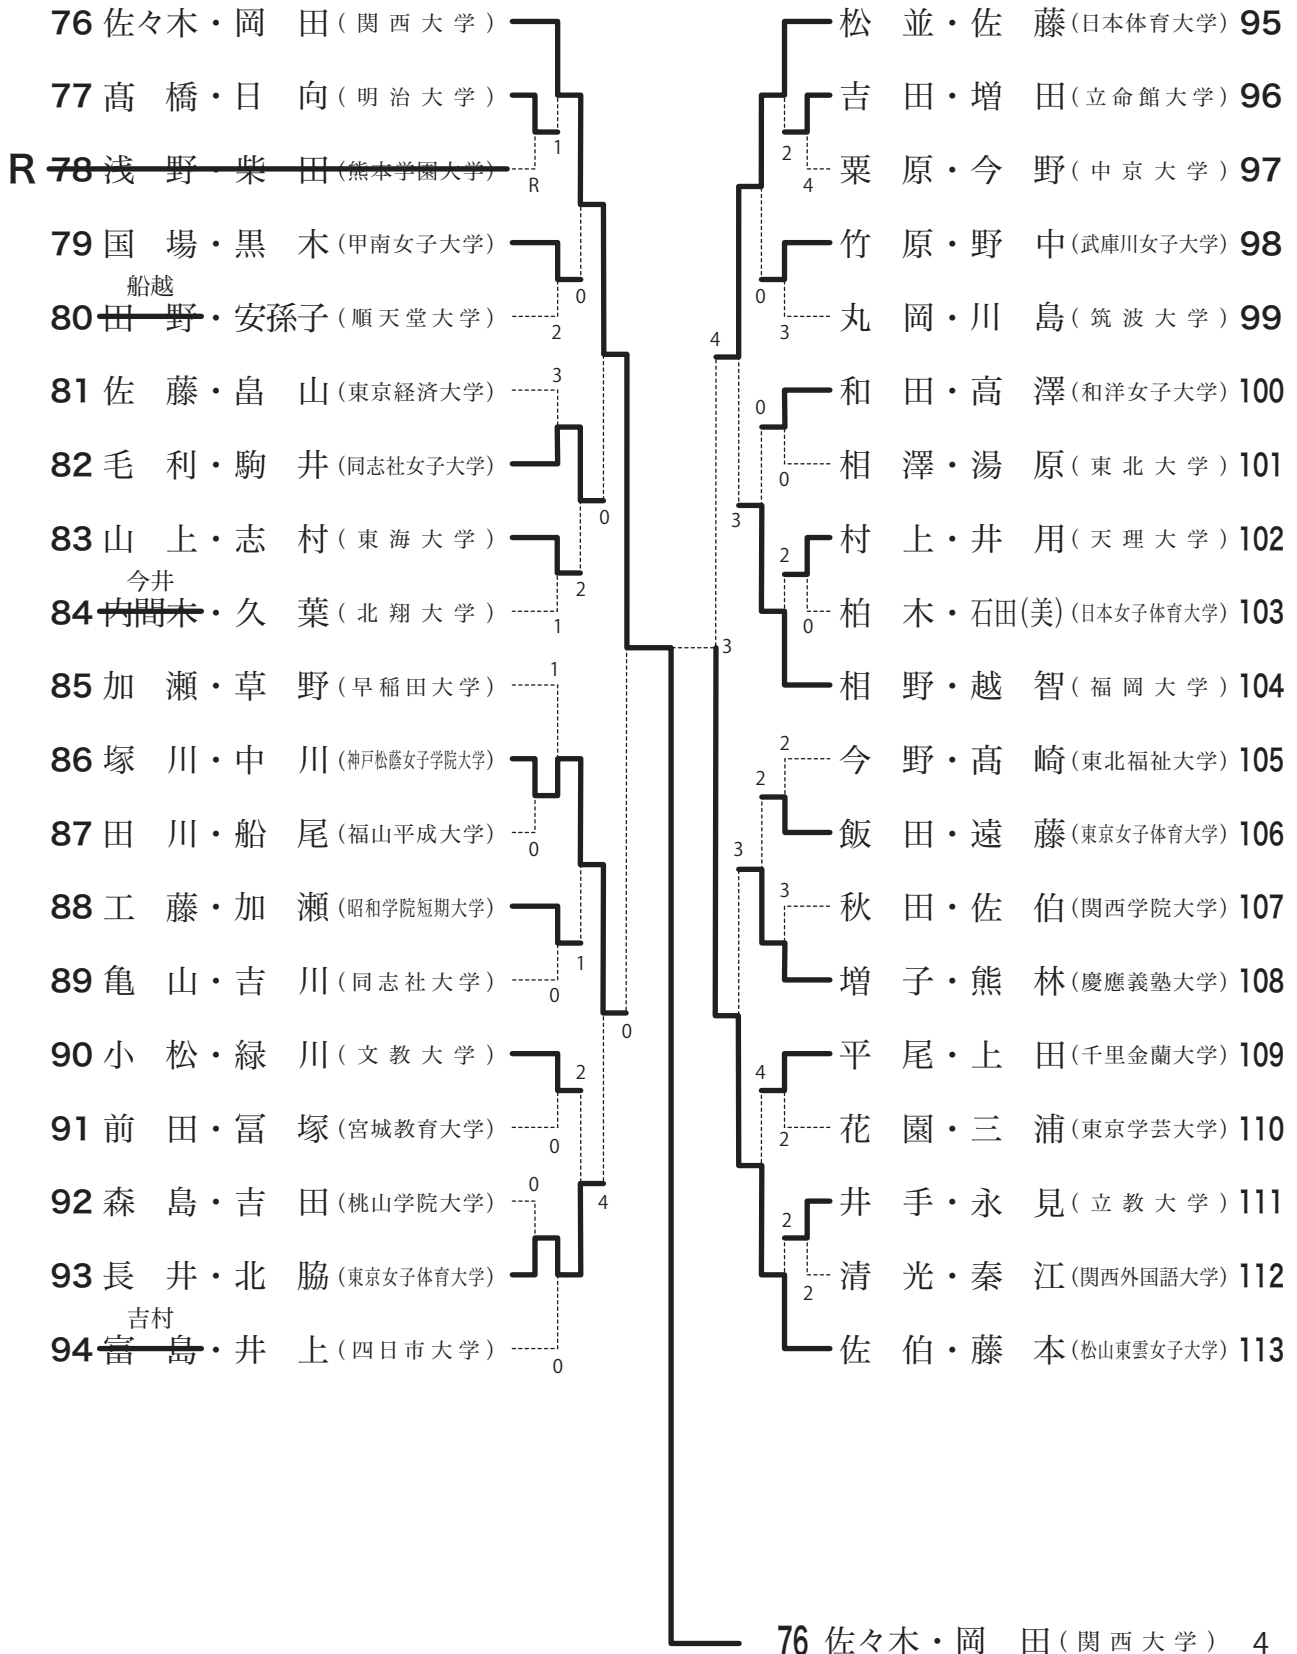 76 佐々木・岡 田(関西大学)
77 髙 橋・日 向(明治大学)
1
R 78 浅 野・柴 田(熊本学園大学)
R
79 国 場・黒 木(甲南女子大学)
0
船越
80 田 野・安孫子(順天堂大学)
2
81 佐 藤・畠 山(東京経済大学)
3
82 毛 利・駒 井(同志社女子大学)
0
83 山 上・志 村(東海大学)
2
今井
84 内間木・久 葉(北翔大学)
1
85 加 瀬・草 野(早稲田大学)
1
86 塚 川・中 川(神戸松蔭女子学院大学)
87 田 川・船 尾(福山平成大学)
0
88 工 藤・加 瀬(昭和学院短期大学)
1
89 亀 山・吉 川(同志社大学)
0
0
90 小 松・緑 川(文教大学)
2
91 前 田・冨 塚(宮城教育大学)
0
92 森 島・吉 田(桃山学院大学)
0
4
93 長 井・北 脇(東京女子体育大学)
吉村
94 富 島・井 上(四日市大学)
0
松 並・佐 藤(日本体育大学) 95
吉 田・増 田(立命館大学) 96
2
粟 原・今 野(中京大学) 97
4
竹 原・野 中(武庫川女子大学) 98
0
丸 岡・川 島(筑波大学) 99
3
4
和 田・高 澤(和洋女子大学) 100
0
相 澤・湯 原(東北大学) 101
0
3
村 上・井 用(天理大学) 102
2
柏 木・石田(美)(日本女子体育大学) 103
0
3
相 野・越 智(福岡大学) 104
今 野・髙 崎(東北福祉大学) 105
2
2
飯 田・遠 藤(東京女子体育大学) 106
3
秋 田・佐 伯(関西学院大学) 107
3
増 子・熊 林(慶應義塾大学) 108
平 尾・上 田(千里金蘭大学) 109
4
花 園・三 浦(東京学芸大学) 110
2
井 手・永 見(立教大学) 111
2
清 光・秦 江(関西外国語大学) 112
2
佐 伯・藤 本(松山東雲女子大学) 113
76 佐々木・岡 田(関西大学) 4